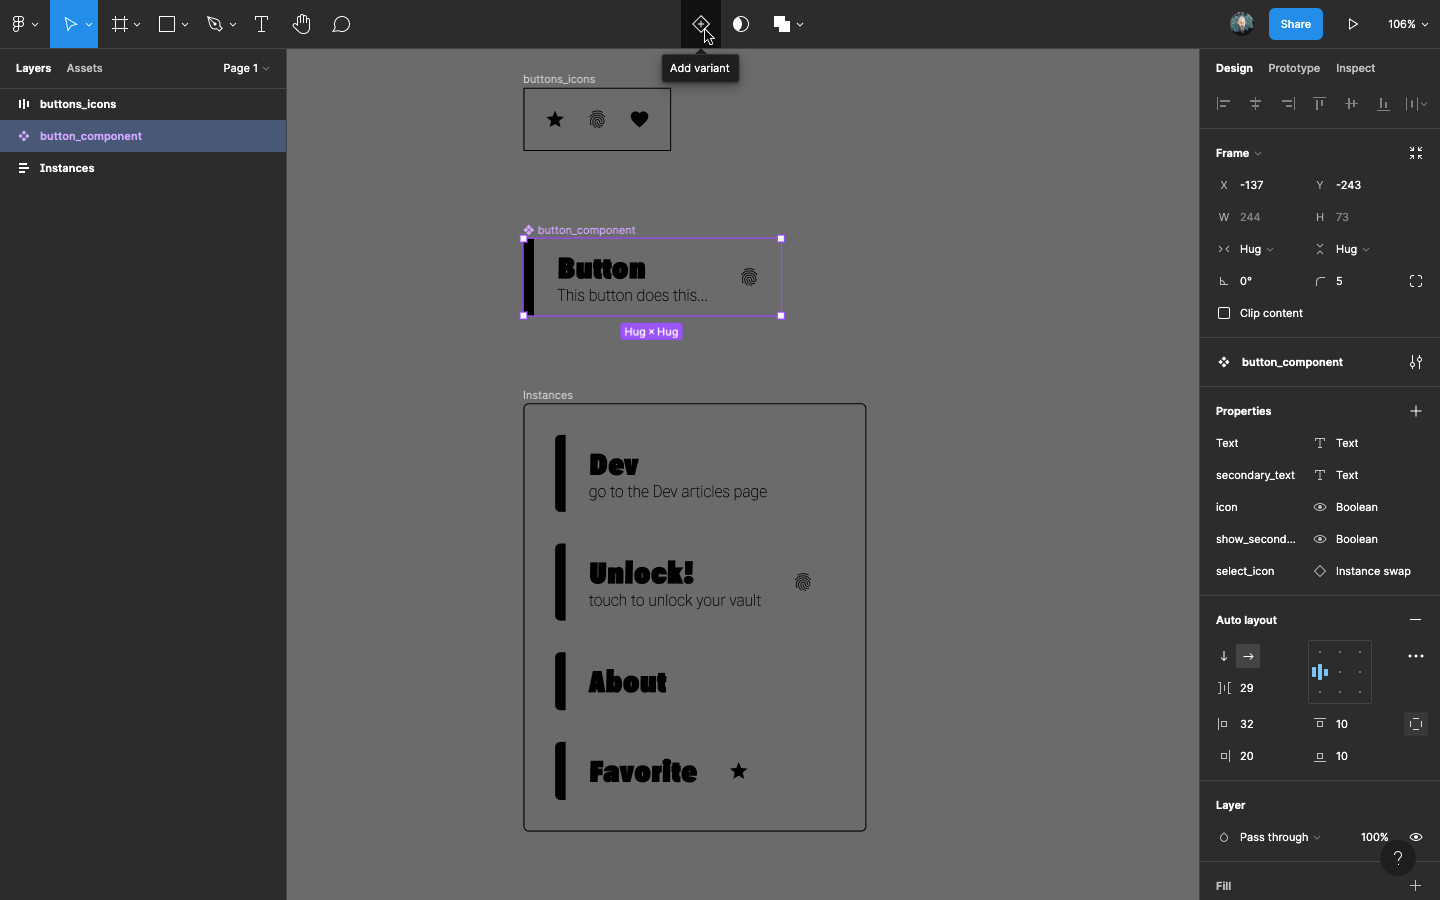 Share
106%
Add variant
Layers
Assets
Page 1
buttons_icons
button_component
Instances
buttons_icons
button_component
Button
This button does this...
Hug × Hug
Instances
Dev
go to the Dev articles page
Unlock!
touch to unlock your vault
About
Favorite
Design
Prototype
Inspect
Frame
X -137
Y -243
W 244
H 73
Hug
Hug
0°
5
Clip content
button_component
Properties
Text
Text
secondary_text
Text
icon
Boolean
show_second...
Boolean
select_icon
Instance swap
Auto layout
29
32
10
20
10
Layer
Pass through
100%
?
Fill